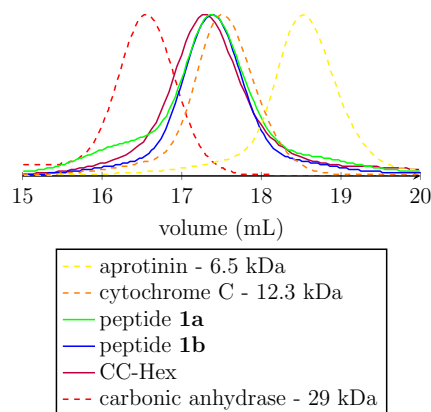 15 16 17 18 19 20
volume (mL)
aprotinin - 6.5 kDa
cytochrome C - 12.3 kDa
peptide 1a
peptide 1b
CC-Hex
carbonic anhydrase - 29 kDa